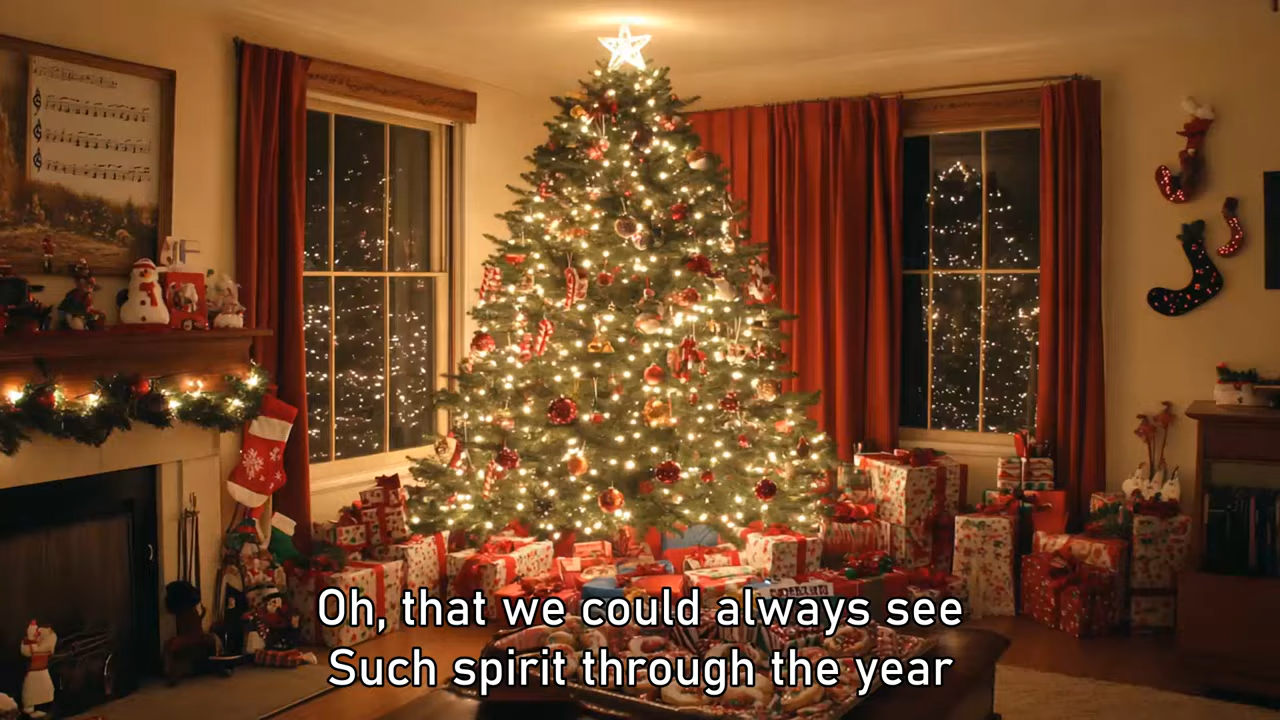 Oh, that we could always see
Such spirit through the year